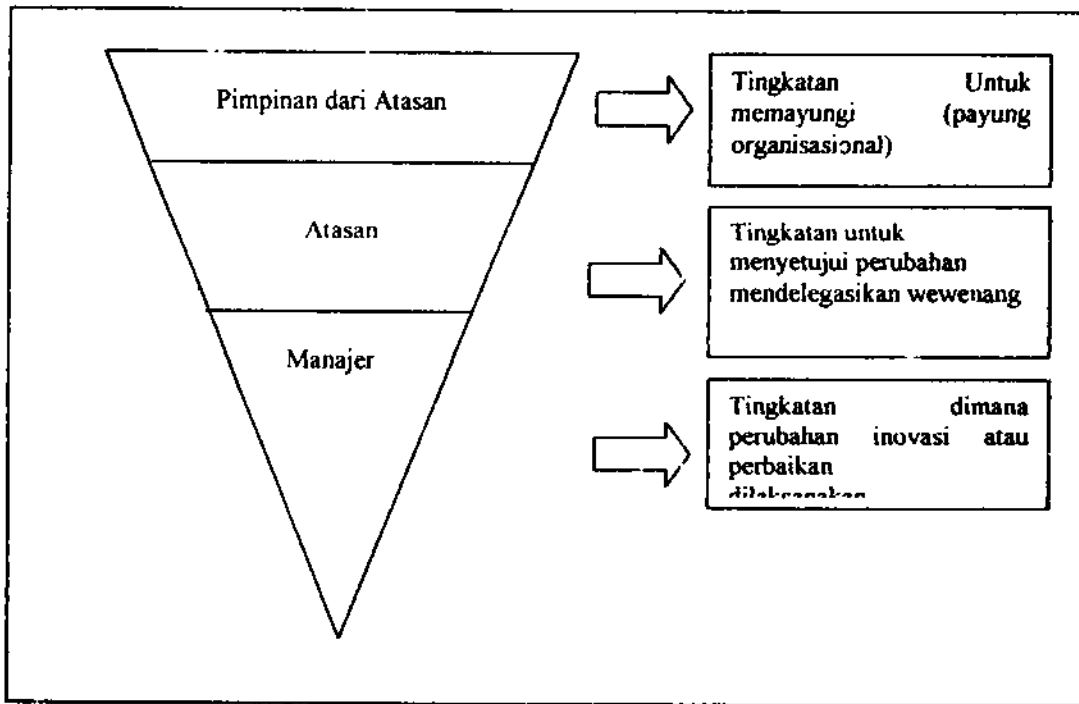 Pimpinan dari Atasan
Tingkatan Untuk
memayungi (payung
organisasional)
Atasan
Tingkatan untuk
menyetujui perubahan
mendelegasikan wewenang
Manajer
Tingkatan dimana
perubahan inovasi atau
perbaikan
dilaksanakan